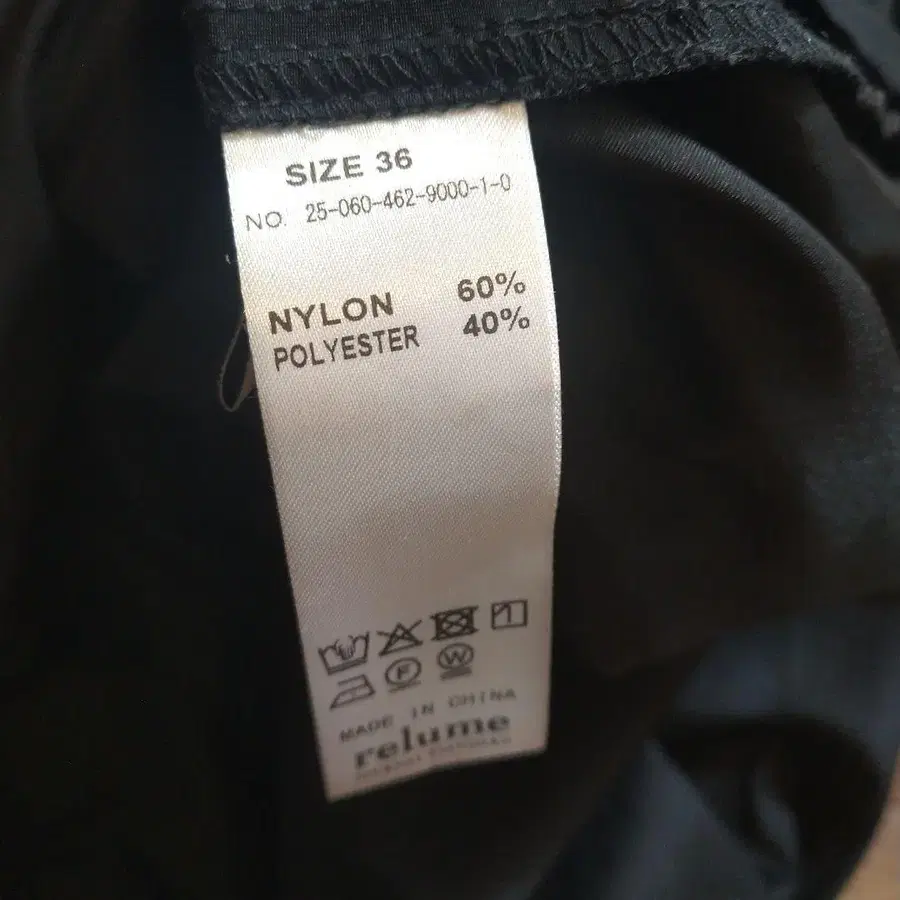 SIZE 36
NO. 25-060-462-9000-1-0
NYLON 60%
POLYESTER 40%
F W
MADE IN CHINA
relume